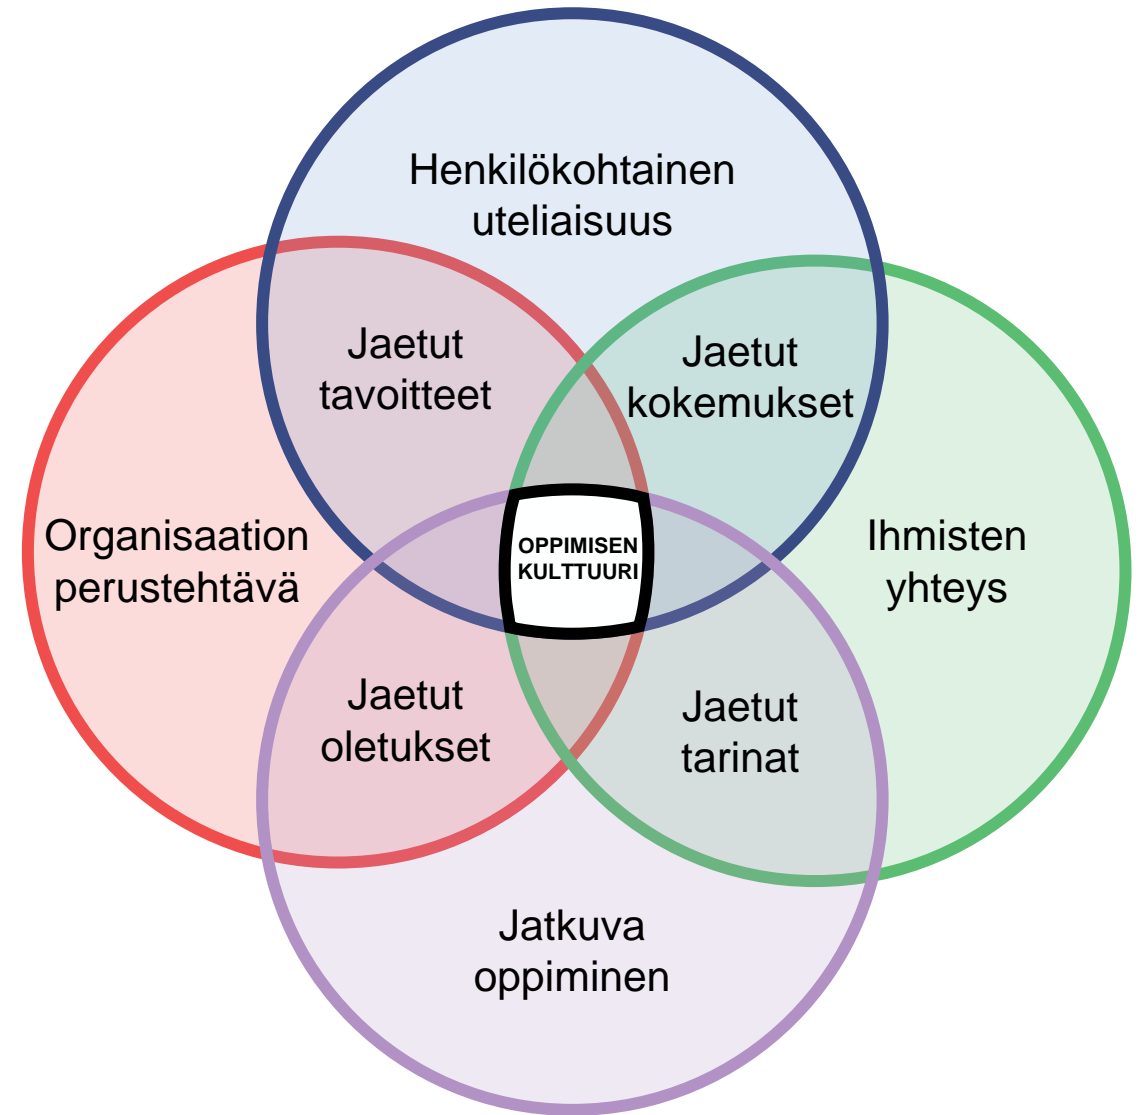 Henkilökohtainen
uteliaisuus
Jaetut
tavoitteet
Jaetut
kokemukset
Organisaation
perustehtävä
OPPIMISEN
KULTTUURI
Ihmisten
yhteys
Jaetut
oletukset
Jaetut
tarinat
Jatkuva
oppiminen